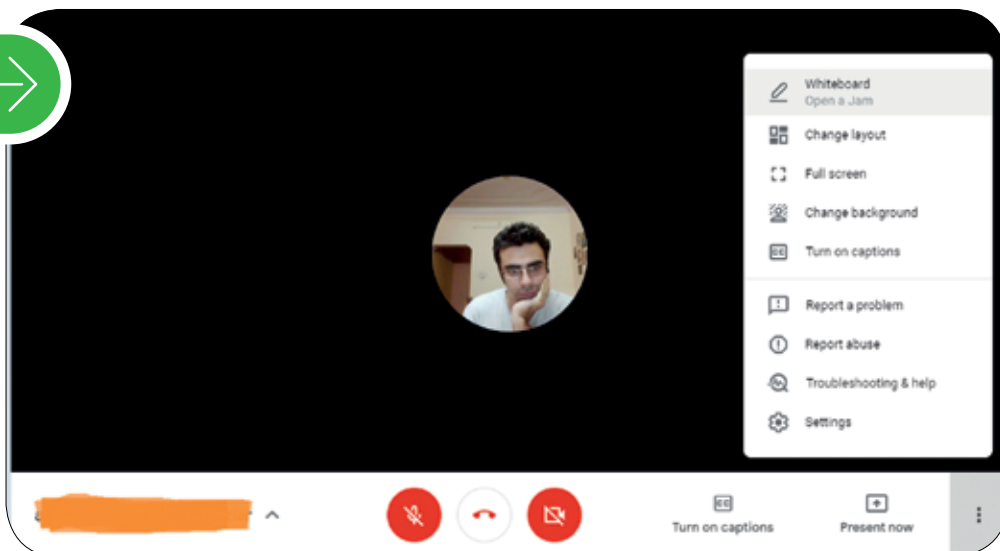 Whiteboard
Open a Jam
Change layout
Full screen
Change background
Turn on captions
Report a problem
Report abuse
Troubleshooting & help
Settings
Turn on captions
Present now